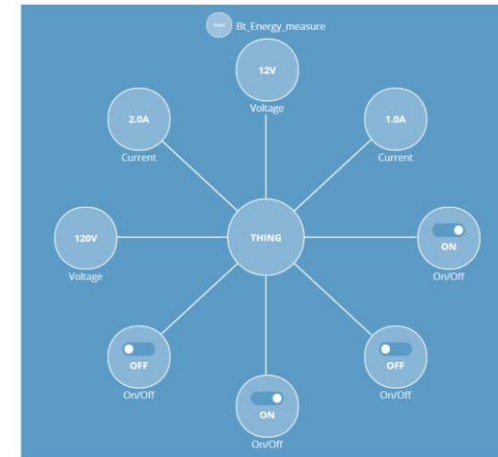 THING
Bt_Energy_measure
12V
Voltage
2.0A
Current
1.0A
Current
120V
Voltage
THING
ON
On/Off
OFF
On/Off
OFF
On/Off
ON
On/Off